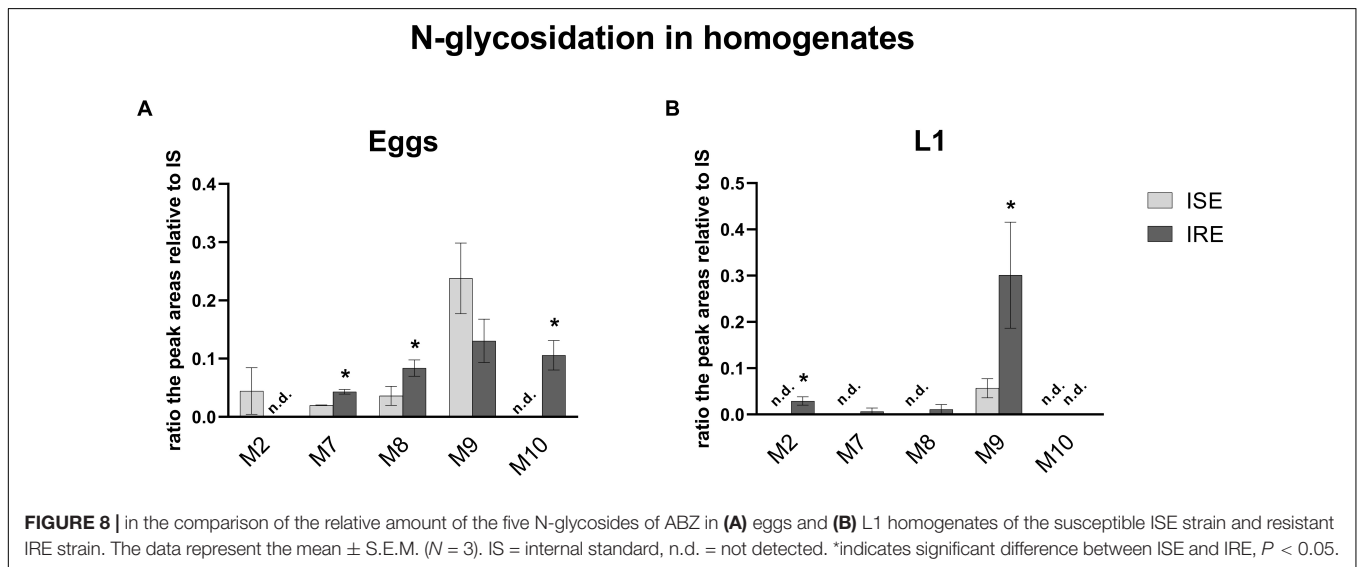 N-glycosidation in homogenates
A
Eggs
ratio the peak areas relative to IS
0.4
0.3
0.2
0.1
0.0
n.d.
*
*
n.d.
*
M2
M7
M8
M9
M10
B
L1
ratio the peak areas relative to IS
0.5
0.4
0.3
0.2
0.1
0.0
n.d.
*
n.d.
n.d.
*
n.d.
n.d.
M2
M7
M8
M9
M10
ISE
IRE
FIGURE 8 | in the comparison of the relative amount of the five N-glycosides of ABZ in (A) eggs and (B) L1 homogenates of the susceptible ISE strain and resistant
IRE strain. The data represent the mean ± S.E.M. (N = 3). IS = internal standard, n.d. = not detected. *indicates significant difference between ISE and IRE, P < 0.05.